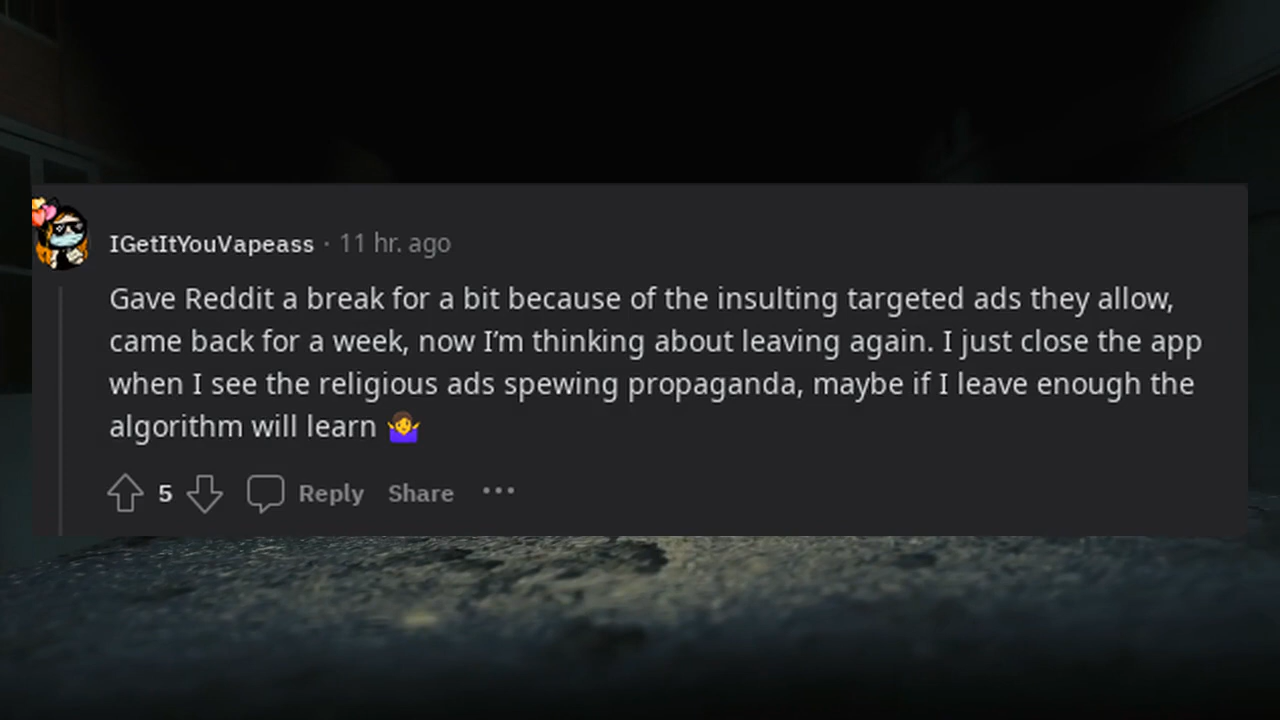 IGetItYouVapeass · 11 hr. ago
Gave Reddit a break for a bit because of the insulting targeted ads they allow,
came back for a week, now I’m thinking about leaving again. I just close the app
when I see the religious ads spewing propaganda, maybe if I leave enough the
algorithm will learn 🤷‍♀️
5 Reply Share •••